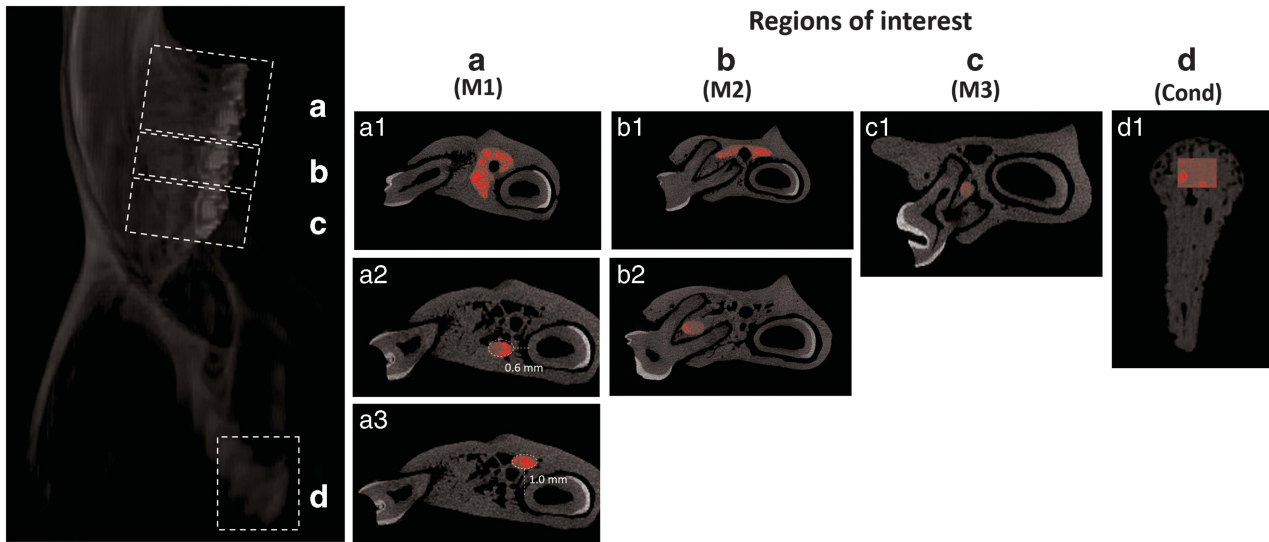 Regions of interest
a
(M1)
b
(M2)
c
(M3)
d
(Cond)
a
b
c
d
a1
b1
c1
d1
a2
0.6 mm
b2
a3
1.0 mm